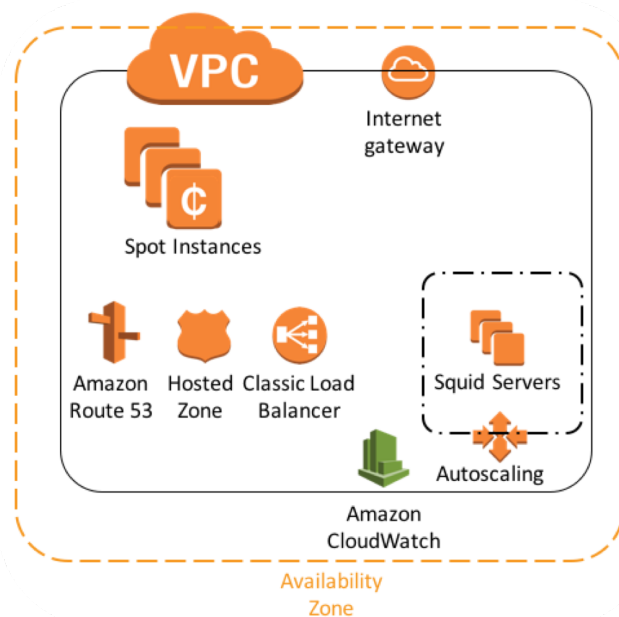 VPC
Internet
gateway
Spot Instances
₵
Amazon
Route 53
Hosted
Zone
Classic Load
Balancer
Squid Servers
Autoscaling
Amazon
CloudWatch
Availability
Zone